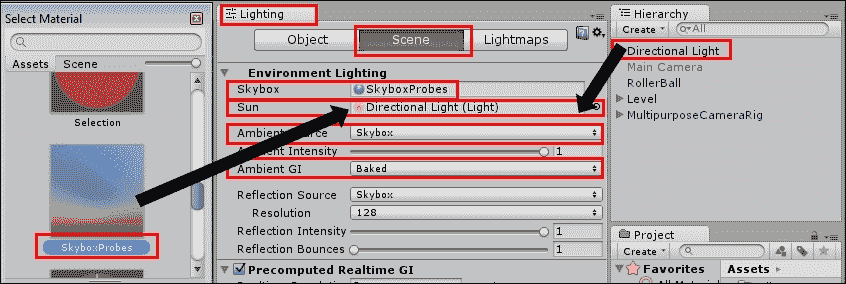 Select Material
Assets Scene
Selection
SkyboxProbes
Lighting
Object Scene Lightmaps
Environment Lighting
Skybox SkyboxProbes
Sun Directional Light (Light)
Ambient Source Skybox
Ambient Intensity 1
Ambient GI Baked
Reflection Source Skybox
Resolution 128
Reflection Intensity 1
Reflection Bounces 1
Precomputed Realtime GI
Hierarchy
Create All
Directional Light
Main Camera
RollerBall
Level
MultipurposeCameraRig
Project
Create
Favorites Assets